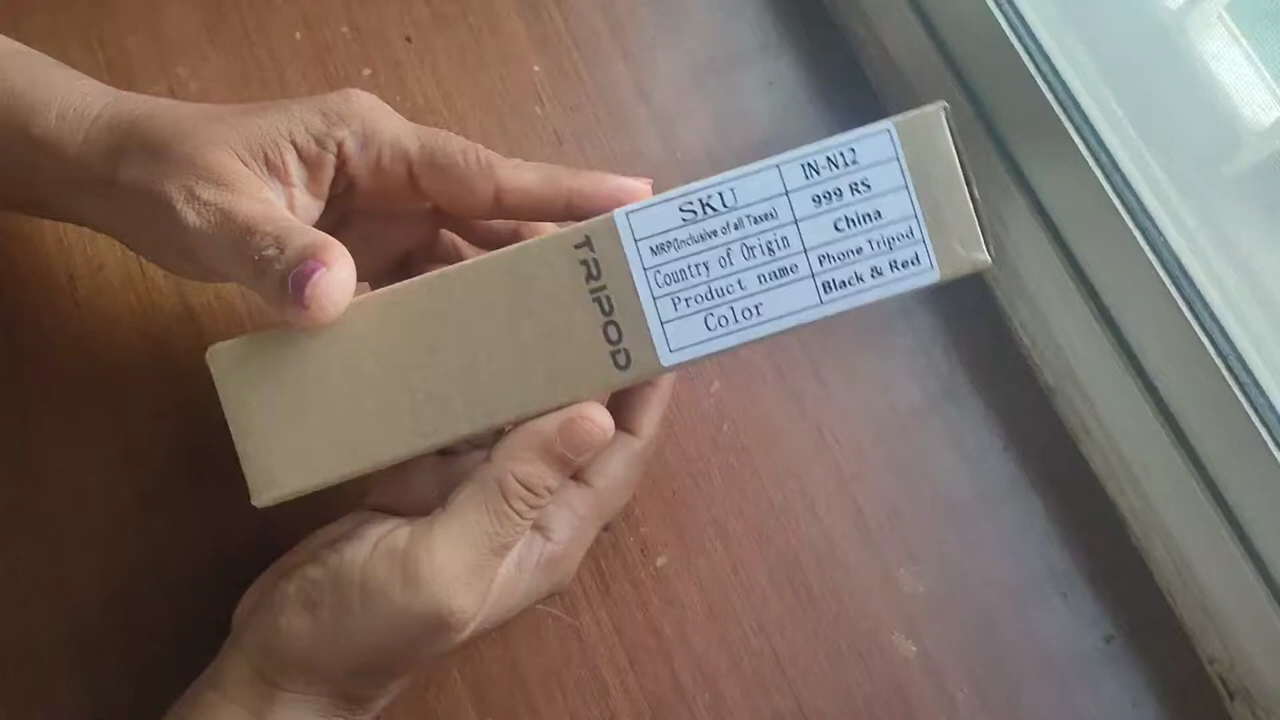 TRIPOD
SKU IN-N12
MRP(Inclusive of all Taxes) 999 RS
Country of Origin China
Product name Phone Tripod
Color Black & Red